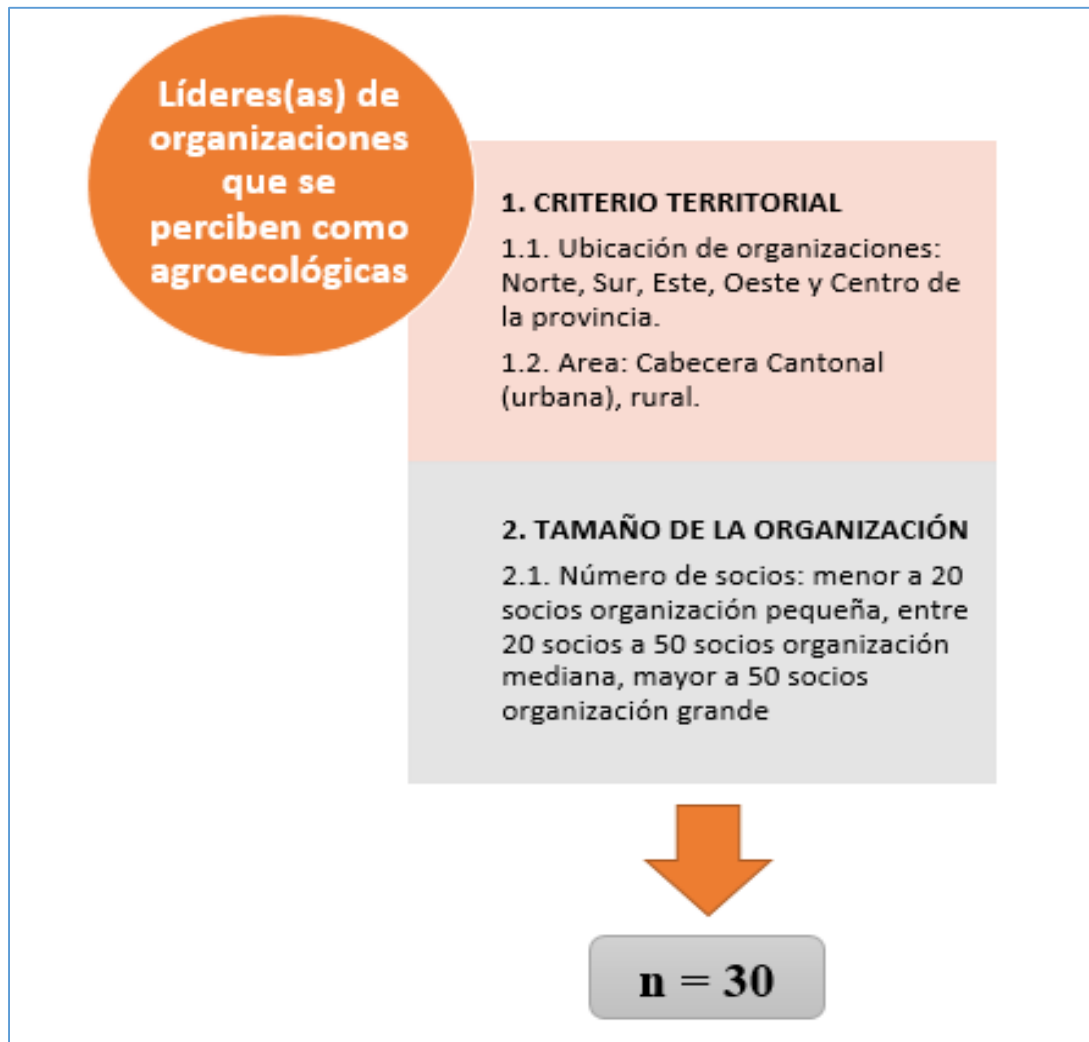 Líderes(as) de
organizaciones
que se
perciben como
agroecológicas
1. CRITERIO TERRITORIAL
1.1. Ubicación de organizaciones:
Norte, Sur, Este, Oeste y Centro de
la provincia.
1.2. Area: Cabecera Cantonal
(urbana), rural.
2. TAMAÑO DE LA ORGANIZACIÓN
2.1. Número de socios: menor a 20
socios organización pequeña, entre
20 socios a 50 socios organización
mediana, mayor a 50 socios
organización grande
n = 30